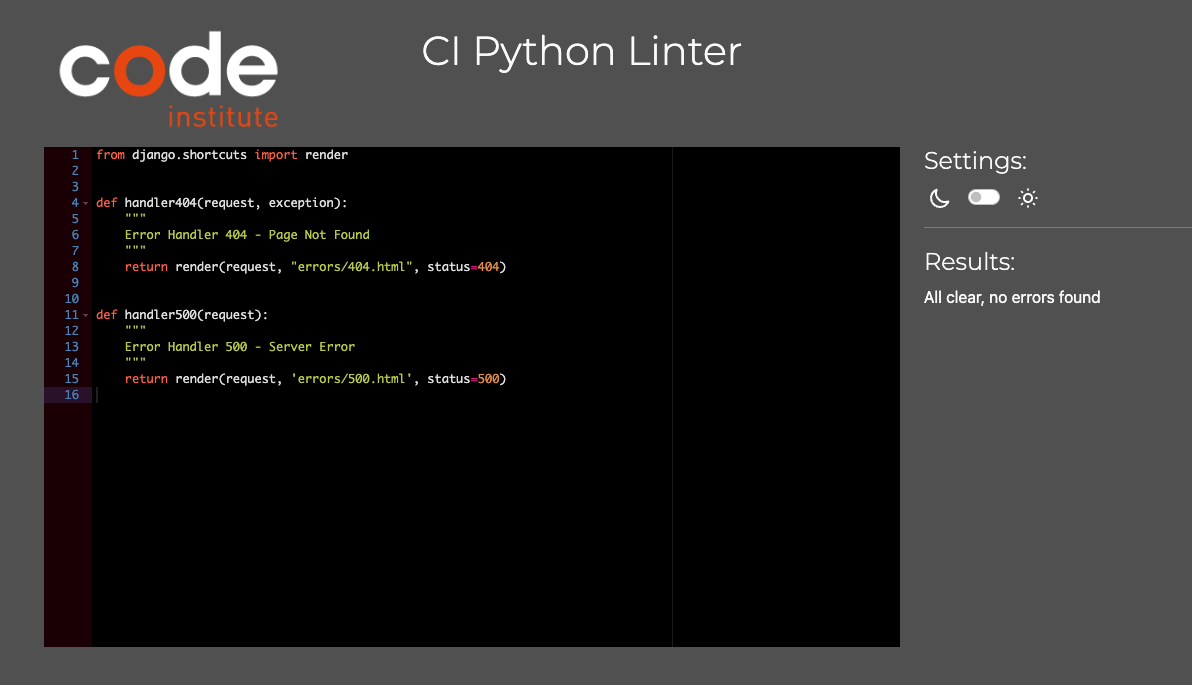 code
institute
CI Python Linter
1 from django.shortcuts import render
2
3
4 def handler404(request, exception):
5     """
6     Error Handler 404 - Page Not Found
7     """
8     return render(request, "errors/404.html", status=404)
9
10
11 def handler500(request):
12     """
13     Error Handler 500 - Server Error
14     """
15     return render(request, 'errors/500.html', status=500)
16
Settings:
Results:
All clear, no errors found